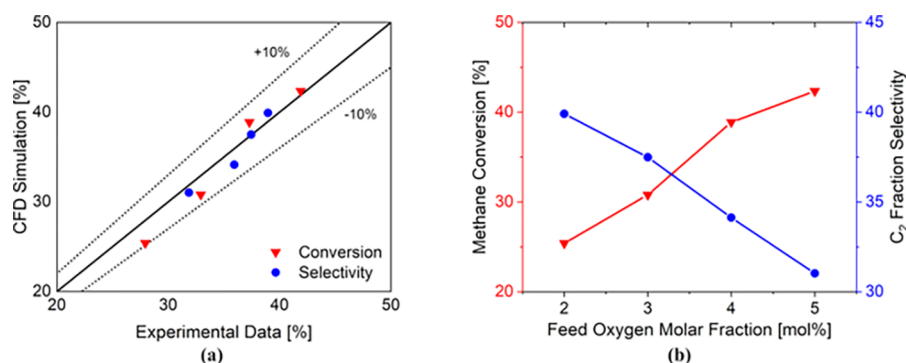 50
40
30
20
20
30
40
50
CFD Simulation [%]
Experimental Data [%]
+10%
-10%
Conversion
Selectivity
(a)
50
40
30
20
Methane Conversion [%]
2
3
4
5
Feed Oxygen Molar Fraction [mol%]
45
40
35
30
C2 Fraction Selectivity
(b)